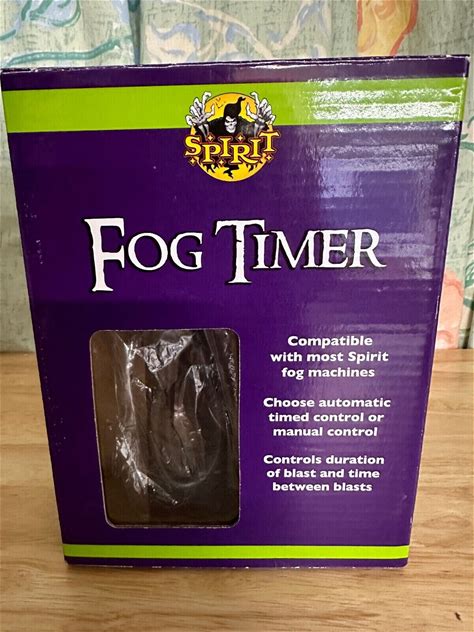 SPIRIT
FOG TIMER
Compatible
with most Spirit
fog machines
Choose automatic
timed control or
manual control
Controls duration
of blast and time
between blasts